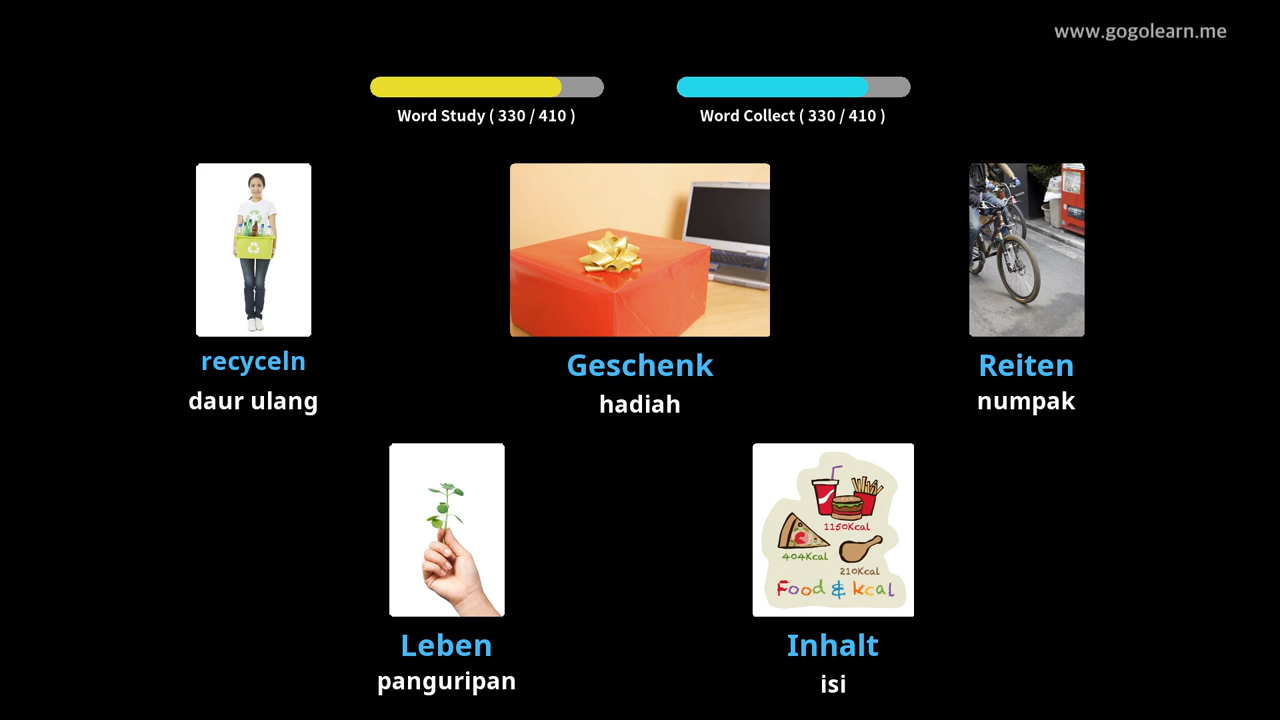 www.gogolearn.me
Word Study ( 330 / 410 )
Word Collect ( 330 / 410 )
recyceln
daur ulang
Geschenk
hadiah
Reiten
numpak
1150Kcal
404Kcal
210Kcal
Food & kcal
Leben
panguripan
Inhalt
isi